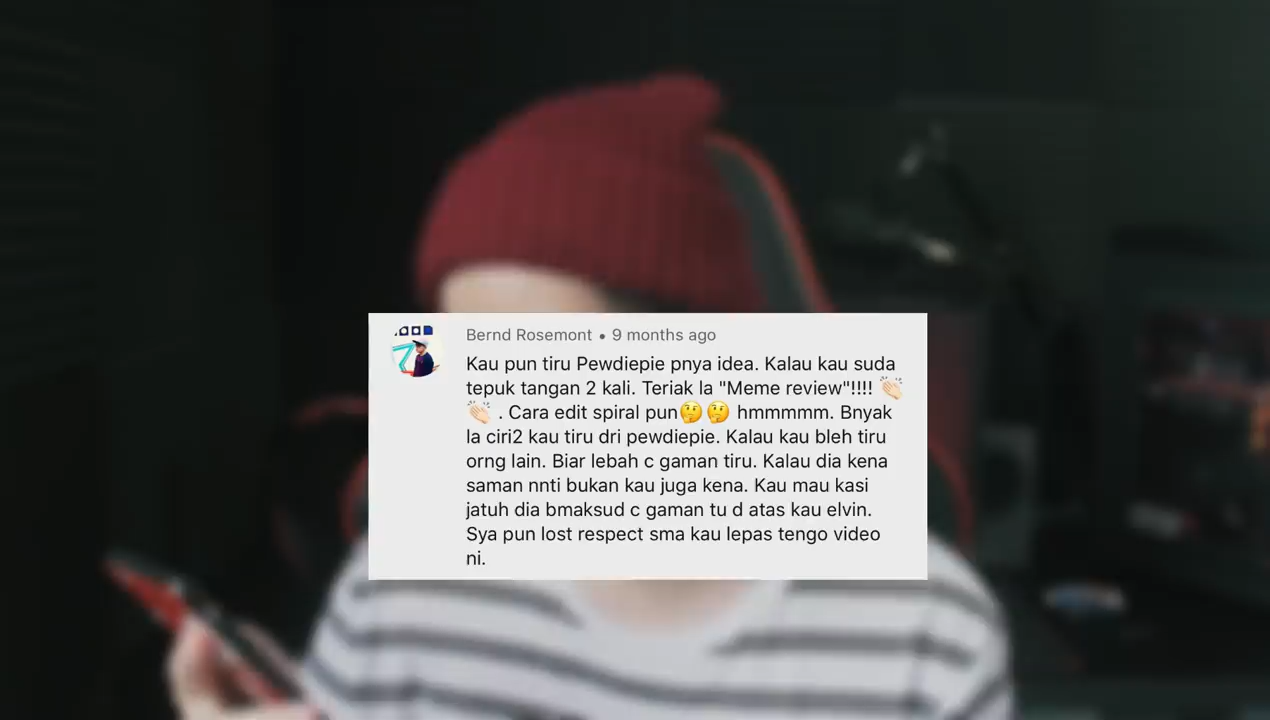 Bernd Rosemont • 9 months ago
Kau pun tiru Pewdiepie pnya idea. Kalau kau suda
tepuk tangan 2 kali. Teriak la "Meme review"!!!! 👏🏻
👏🏻 . Cara edit spiral pun🤔🤔 hmmmmm. Bnyak
la ciri2 kau tiru dri pewdiepie. Kalau kau bleh tiru
orng lain. Biar lebah c gaman tiru. Kalau dia kena
saman nnti bukan kau juga kena. Kau mau kasi
jatuh dia bmaksud c gaman tu d atas kau elvin.
Sya pun lost respect sma kau lepas tengo video
ni.